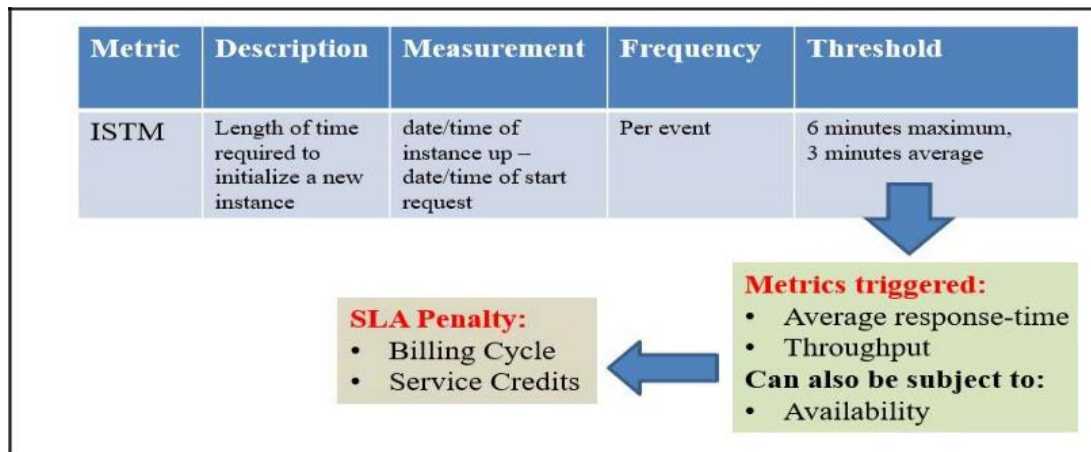 Metric Description Measurement Frequency Threshold
ISTM
Length of time
required to
initialize a new
instance
date/time of
instance up –
date/time of start
request
Per event
6 minutes maximum,
3 minutes average
Metrics triggered:
• Average response-time
• Throughput
Can also be subject to:
• Availability
SLA Penalty:
• Billing Cycle
• Service Credits